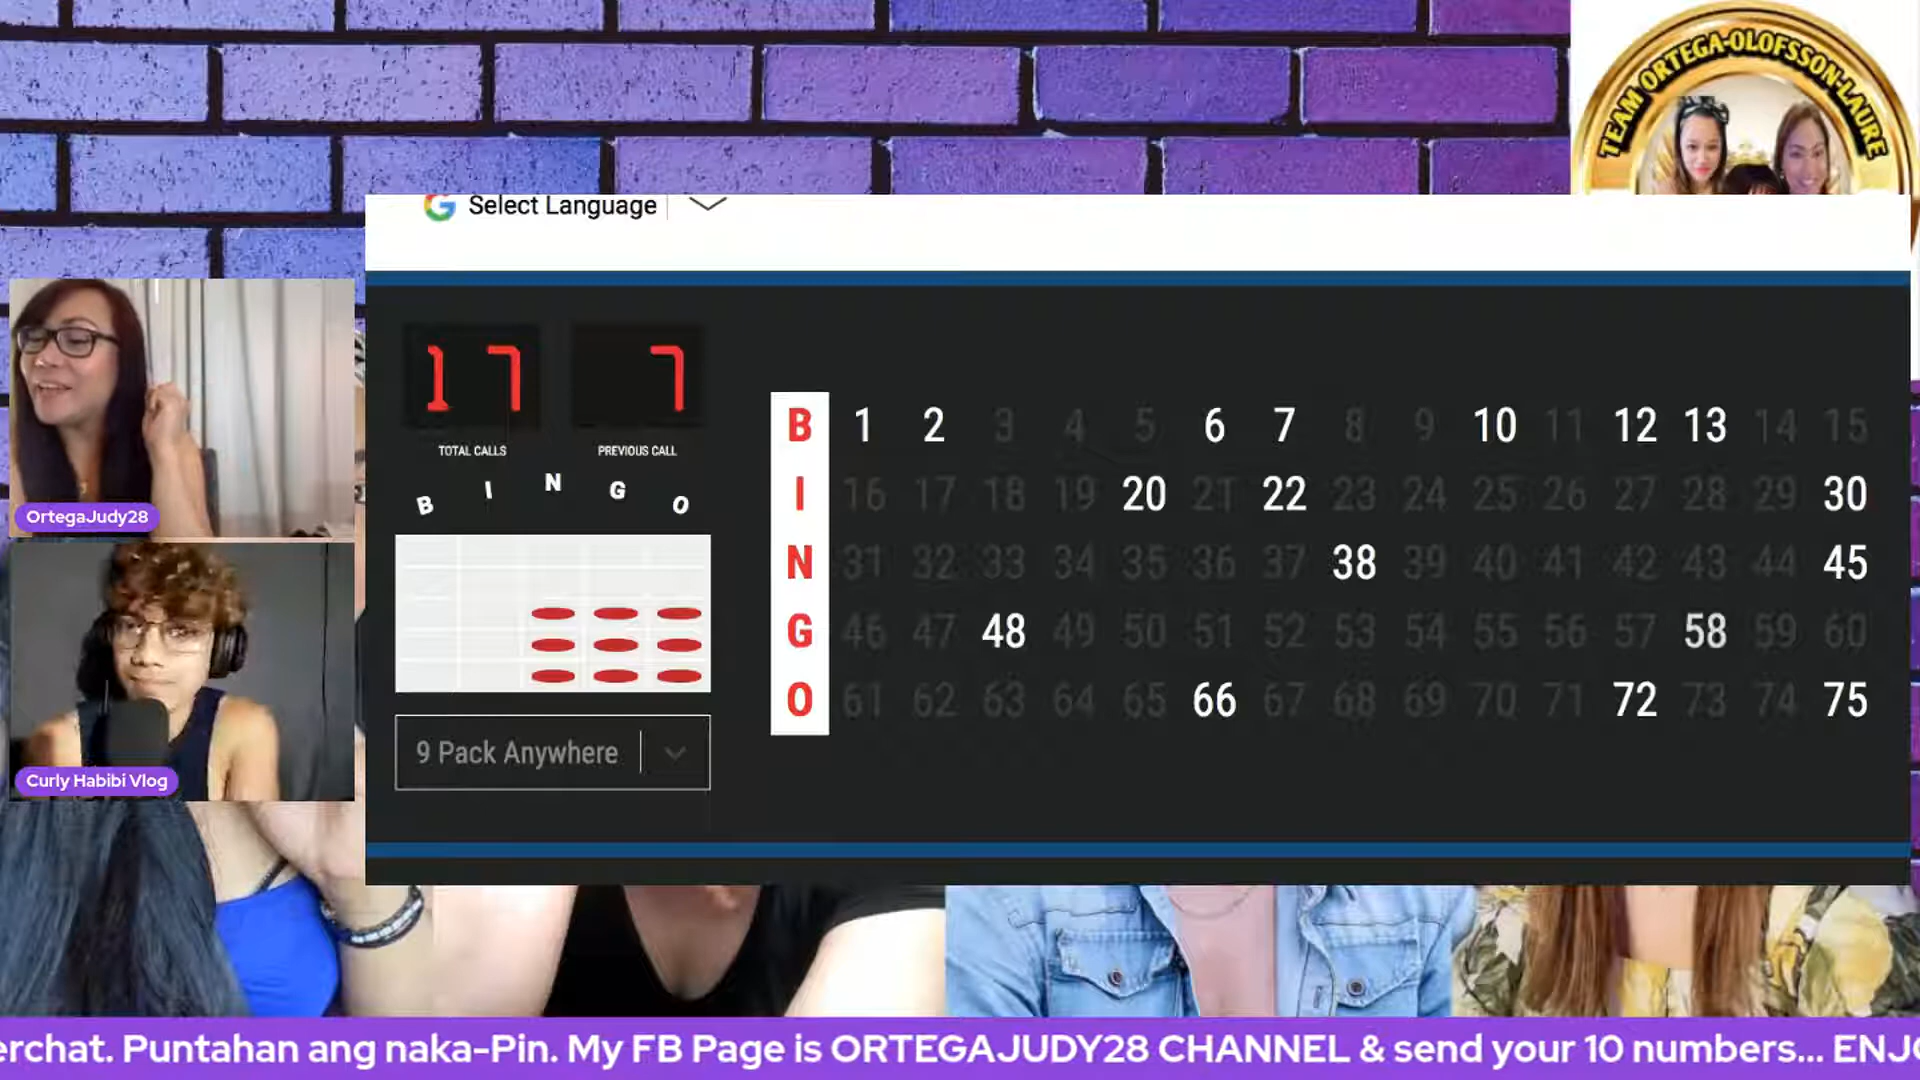 TEAM ORTEGA-OLOFSSON-LAURE
Select Language
17 7
TOTAL CALLS PREVIOUS CALL
B I N G O
9 Pack Anywhere
B 1 2 3 4 5 6 7 8 9 10 11 12 13 14 15
I 16 17 18 19 20 21 22 23 24 25 26 27 28 29 30
N 31 32 33 34 35 36 37 38 39 40 41 42 43 44 45
G 46 47 48 49 50 51 52 53 54 55 56 57 58 59 60
O 61 62 63 64 65 66 67 68 69 70 71 72 73 74 75
OrtegaJudy28
Curly Habibi Vlog
erchat. Puntahan ang naka-Pin. My FB Page is ORTEGAJUDY28 CHANNEL & send your 10 numbers... ENJO